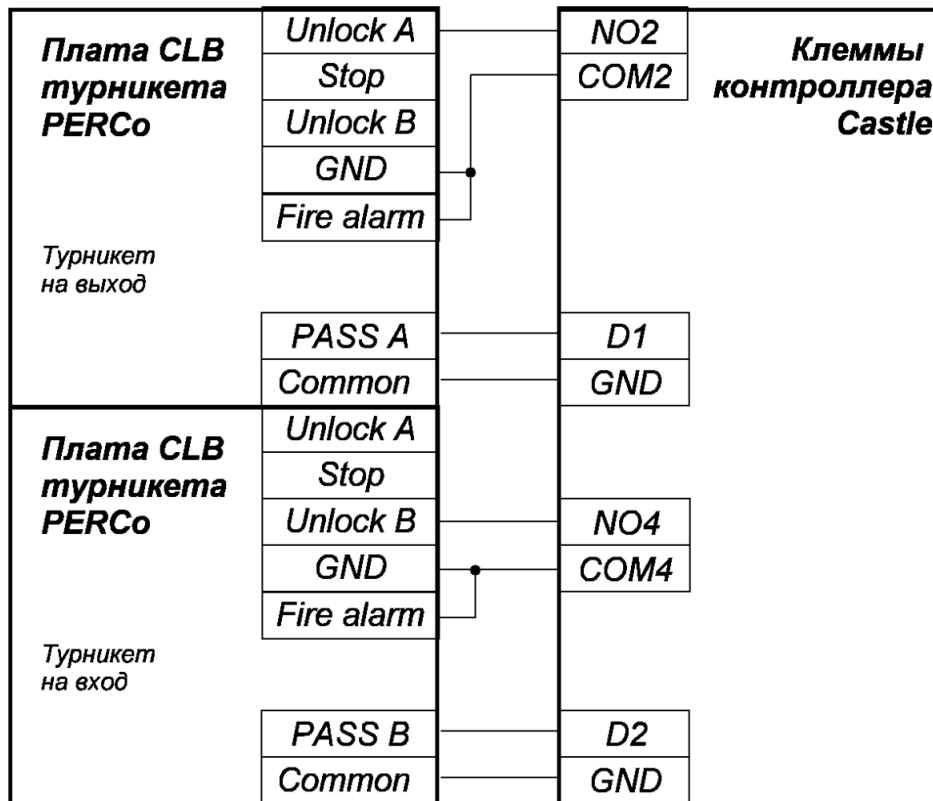 Плата CLB
турникета
PERCo
Турникет
на выход
Unlock A
Stop
Unlock B
GND
Fire alarm
PASS A
Common
NO2
COM2
D1
GND
Клеммы
контроллера
Castle
Плата CLB
турникета
PERCo
Турникет
на вход
Unlock A
Stop
Unlock B
GND
Fire alarm
PASS B
Common
NO4
COM4
D2
GND